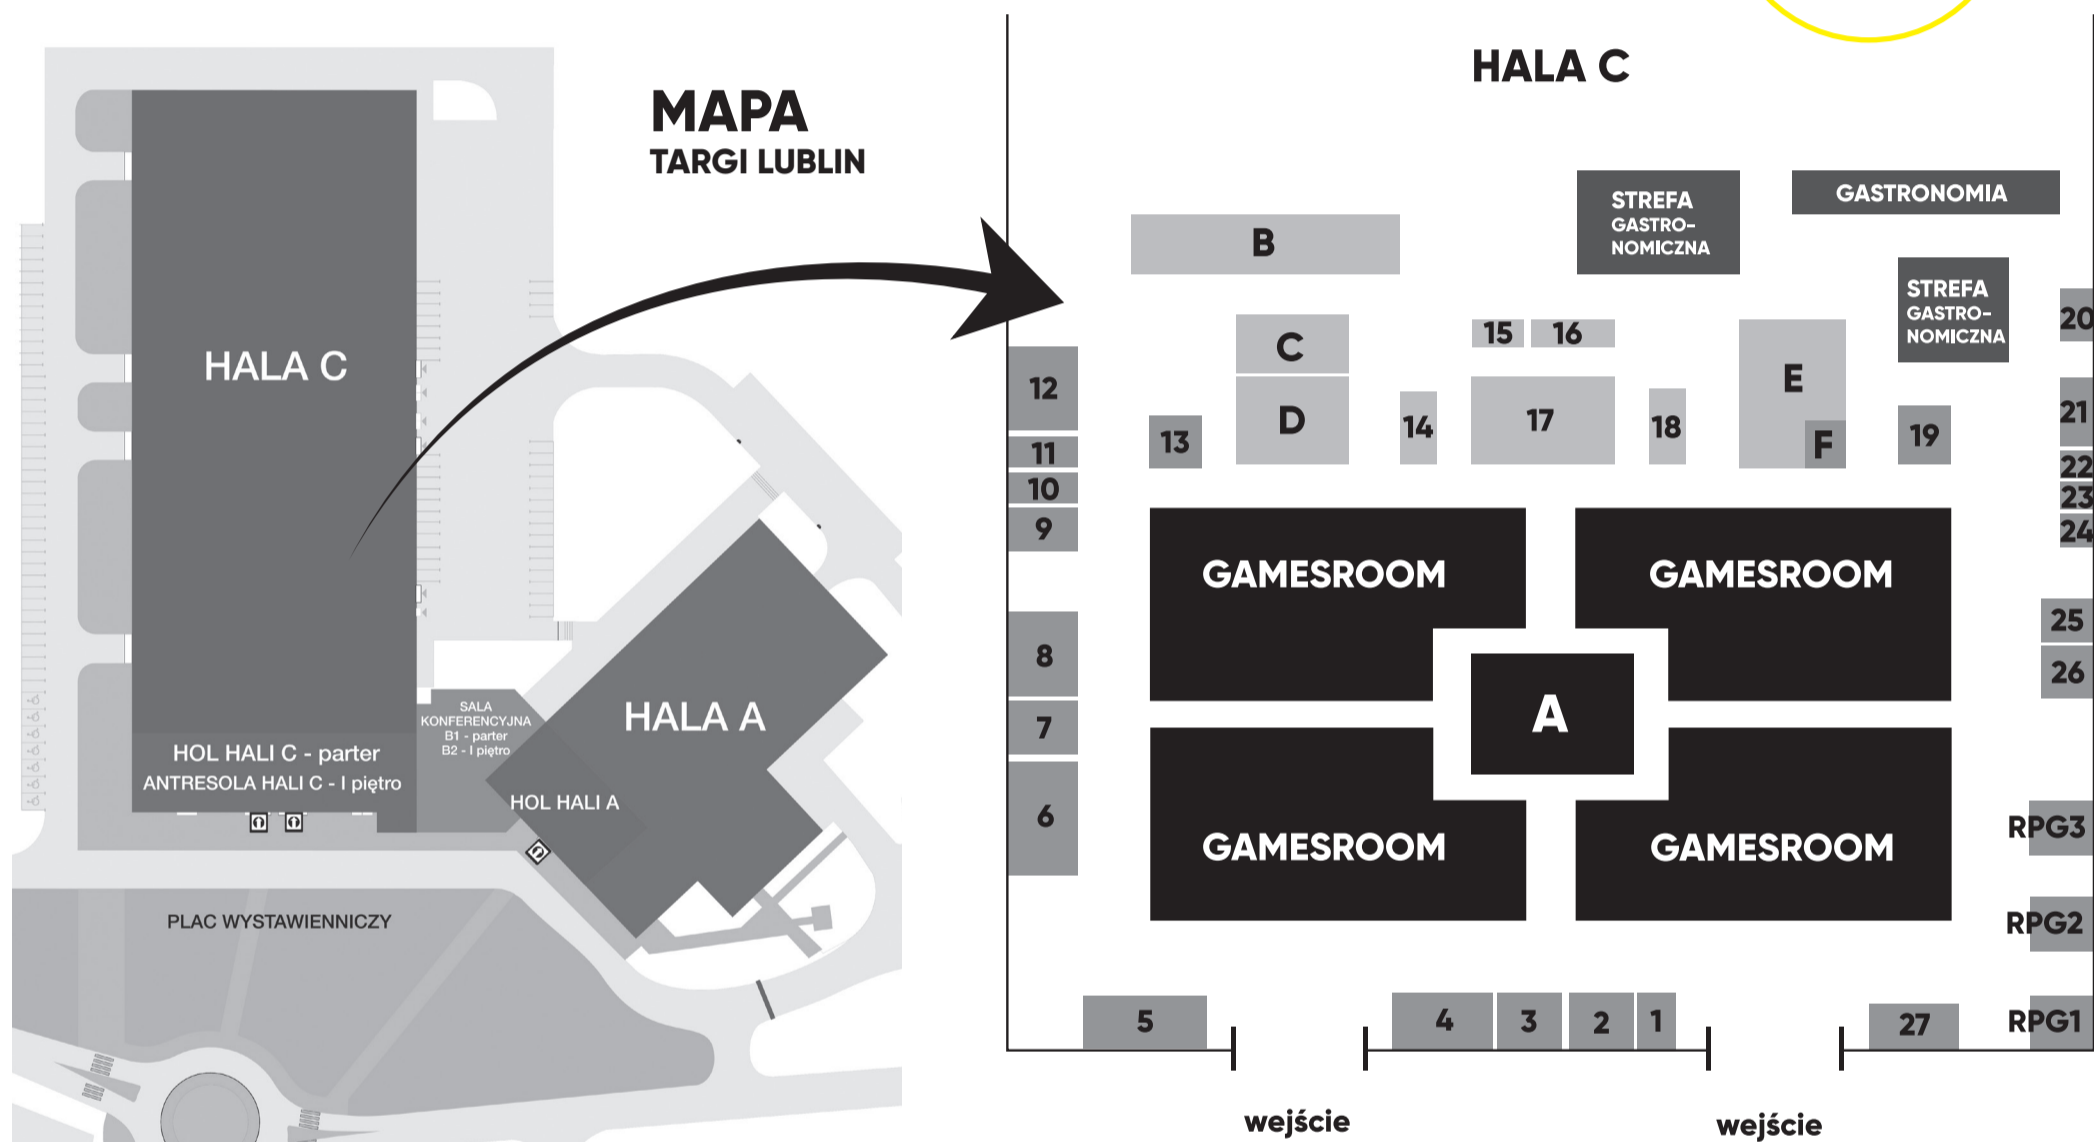 MAPA
TARGI LUBLIN
HALA C
SALA
KONFERENCYJNA
B1 - parter
B2 - I piętro
HALA A
HOL HALI C - parter
ANTRESOLA HALI C - I piętro
HOL HALI A
PLAC WYSTAWIENNICZY
HALA C
STREFA
GASTRO-
NOMICZNA
GASTRONOMIA
B
STREFA
GASTRO-
NOMICZNA
20
C
15
16
E
12
D
14
17
18
F
19
21
13
11
22
10
23
9
24
GAMESROOM
GAMESROOM
25
8
26
7
A
6
RPG3
GAMESROOM
GAMESROOM
RPG2
5
4
3
2
1
27
RPG1
wejście
wejście